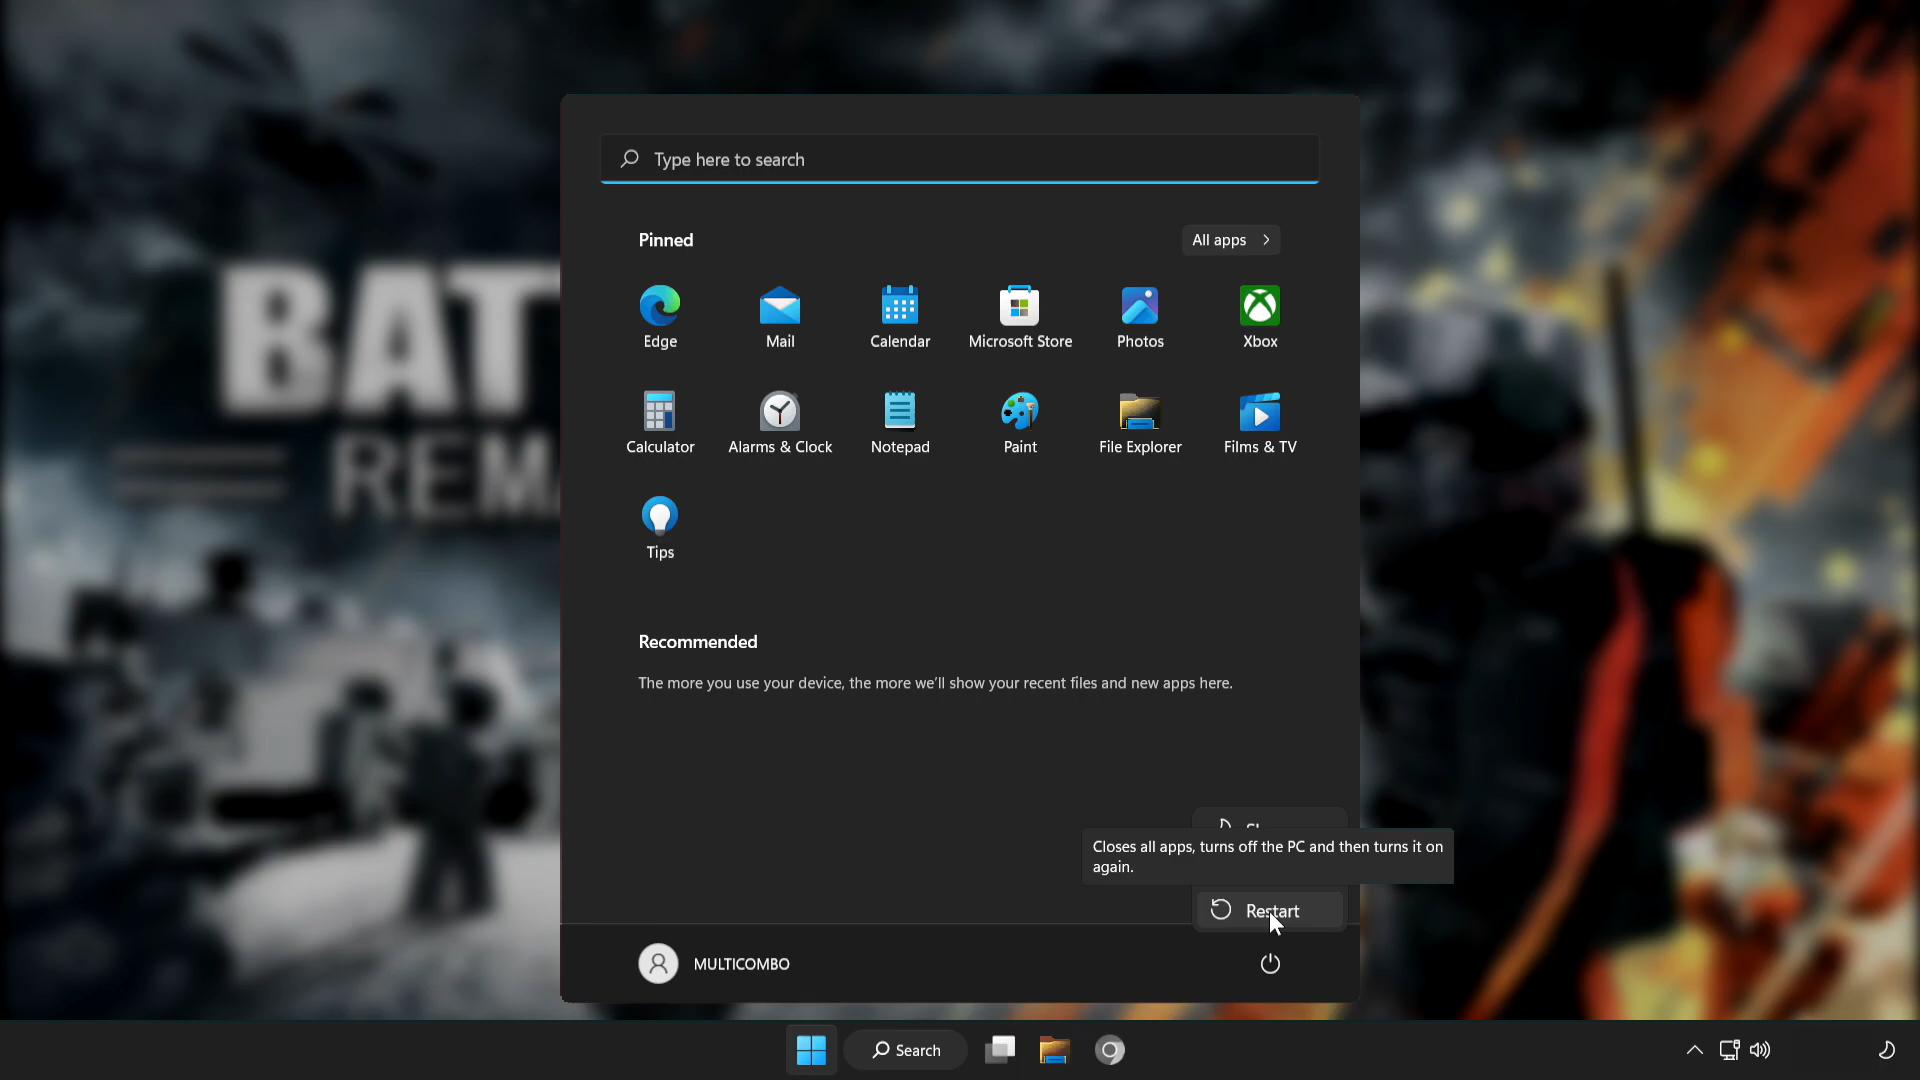 Type here to search
Pinned
All apps
Edge
Mail
Calendar
Microsoft Store
Photos
Xbox
Calculator
Alarms & Clock
Notepad
Paint
File Explorer
Films & TV
Tips
BAT
REMA
Recommended
The more you use your device, the more we'll show your recent files and new apps here.
Closes all apps, turns off the PC and then turns it on
again.
Restart
MULTICOMBO
Search